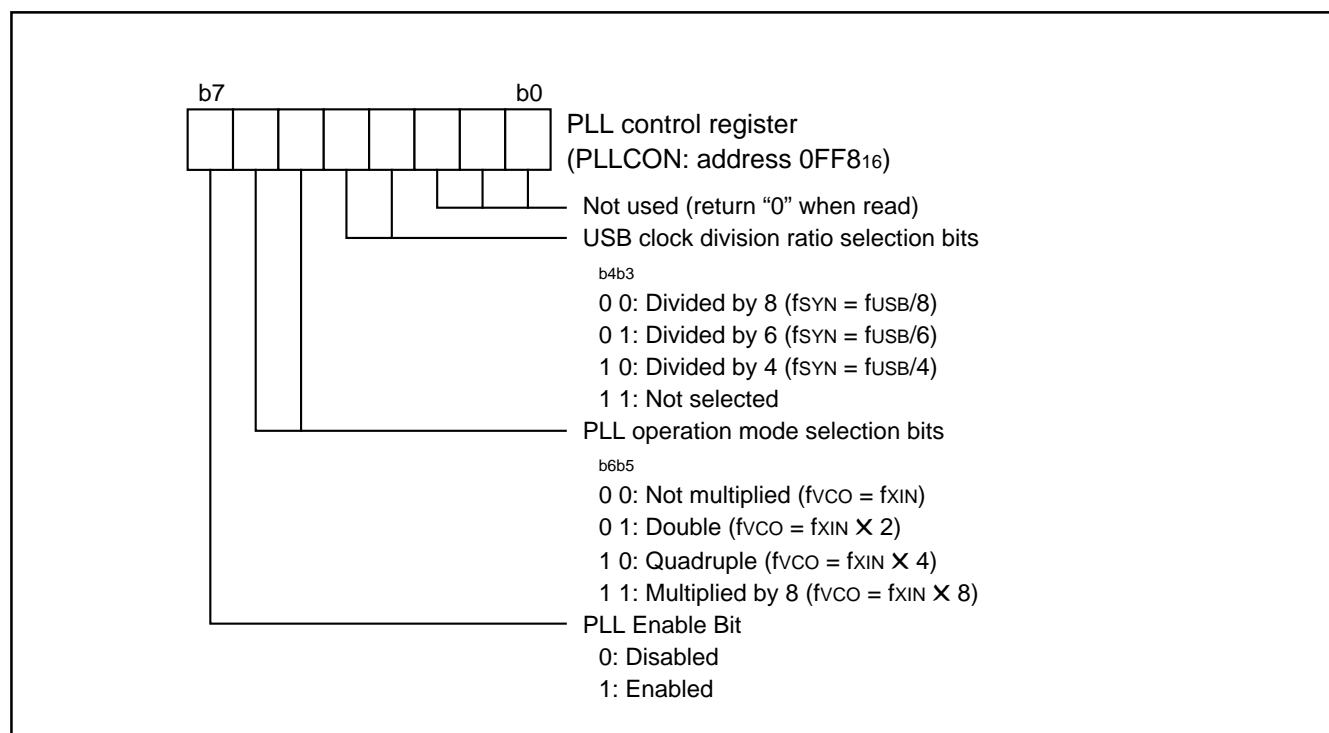 b7 b0
PLL control register
(PLLCON: address 0FF816)
Not used (return “0” when read)
USB clock division ratio selection bits
b4b3
0 0: Divided by 8 (fSYN = fUSB/8)
0 1: Divided by 6 (fSYN = fUSB/6)
1 0: Divided by 4 (fSYN = fUSB/4)
1 1: Not selected
PLL operation mode selection bits
b6b5
0 0: Not multiplied (fVCO = fXIN)
0 1: Double (fVCO = fXIN ✕ 2)
1 0: Quadruple (fVCO = fXIN ✕ 4)
1 1: Multiplied by 8 (fVCO = fXIN ✕ 8)
PLL Enable Bit
0: Disabled
1: Enabled